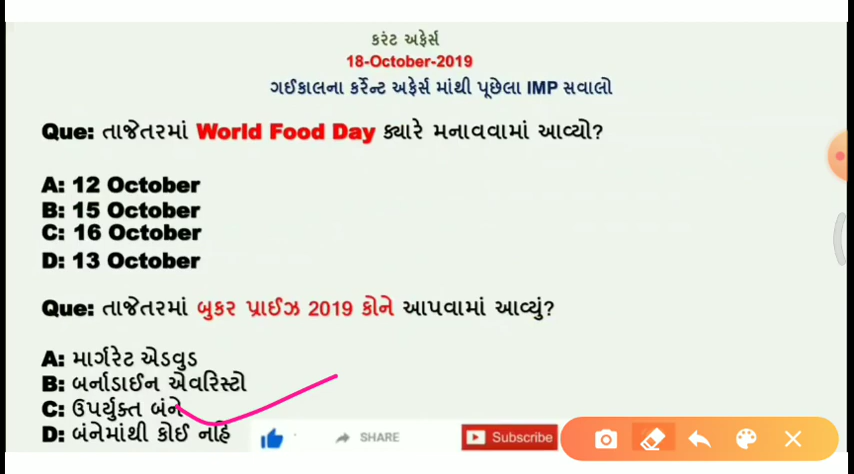 કરંટ અફેર્સ
18-October-2019
ગઈકાલના કર્રેન્ટ અફેર્સ માંથી પૂછેલા IMP સવાલો
Que: તાજેતરમાં World Food Day ક્યારે મનાવવામાં આવ્યો?
A: 12 October
B: 15 October
C: 16 October
D: 13 October
Que: તાજેતરમાં બુકર પ્રાઈઝ 2019 કોને આપવામાં આવ્યું?
A: માર્ગરેટ એડવુડ
B: બર્નાડાઈન એવરિસ્ટો
C: ઉપર્યુક્ત બંને
D: બંનેમાંથી કોઈ નહિ
SHARE
Subscribe